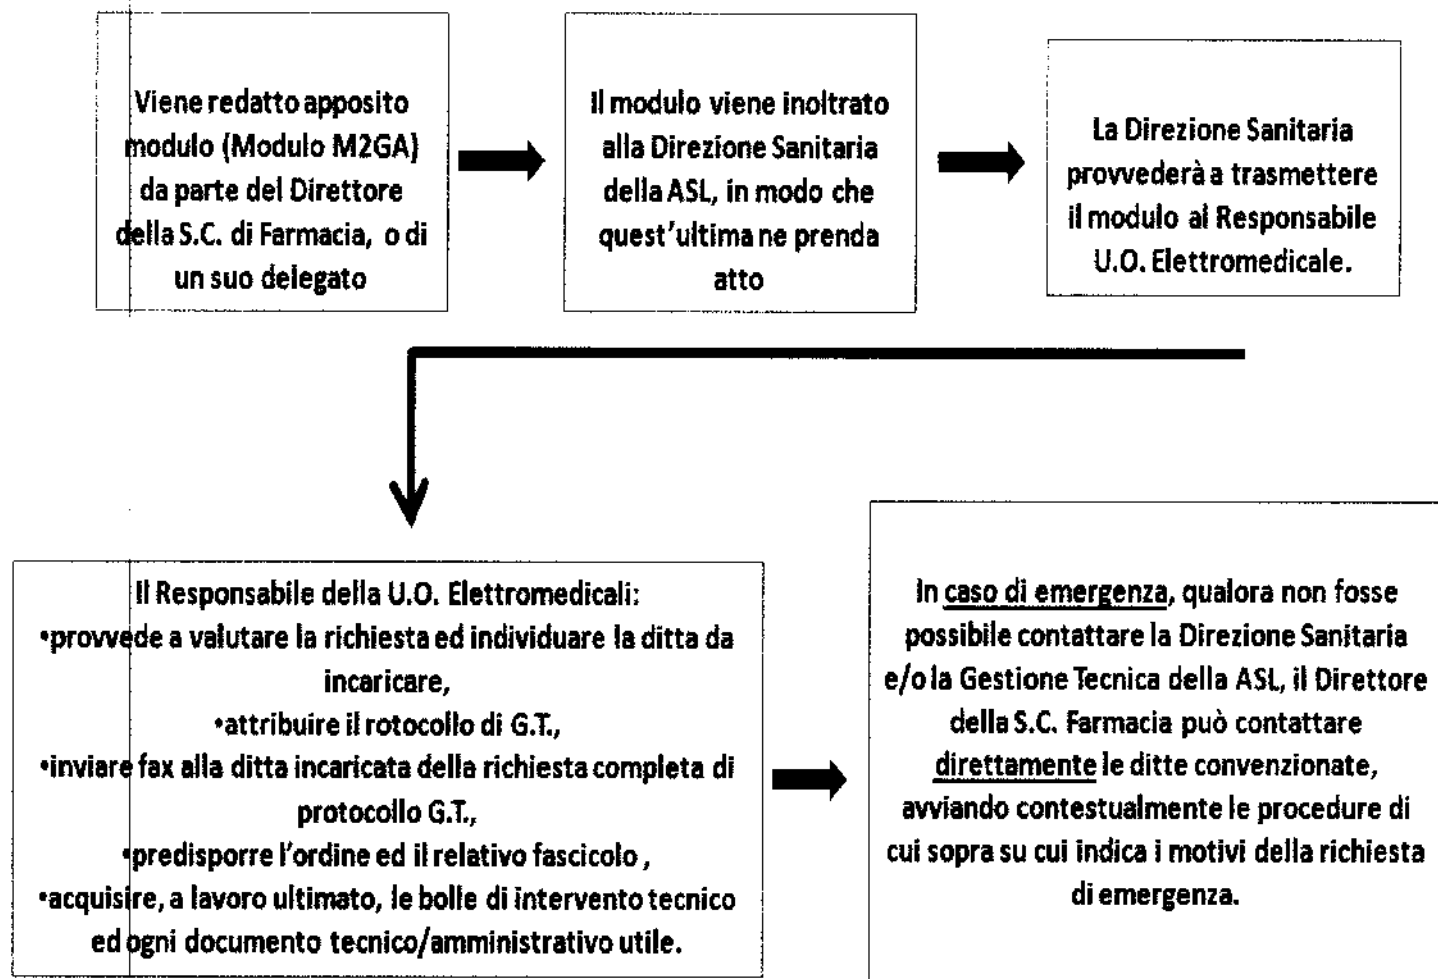 Viene redatto apposito
modulo (Modulo M2GA)
da parte del Direttore
della S.C. di Farmacia, o di
un suo delegato
Il modulo viene inoltrato
alla Direzione Sanitaria
della ASL, in modo che
quest'ultima ne prenda
atto
La Direzione Sanitaria
provvederà a trasmettere
il modulo al Responsabile
U.O. Elettromedicale.
Il Responsabile della U.O. Elettromedicali:
•provvede a valutare la richiesta ed individuare la ditta da
incaricare,
•attribuire il rotocollo di G.T.,
•inviare fax alla ditta incaricata della richiesta completa di
protocollo G.T.,
•predisporre l'ordine ed il relativo fascicolo ,
•acquisire, a lavoro ultimato, le bolle di intervento tecnico
ed ogni documento tecnico/amministrativo utile.
In caso di emergenza, qualora non fosse
possibile contattare la Direzione Sanitaria
e/o la Gestione Tecnica della ASL, il Direttore
della S.C. Farmacia può contattare
direttamente le ditte convenzionate,
avviando contestualmente le procedure di
cui sopra su cui indica i motivi della richiesta
di emergenza.